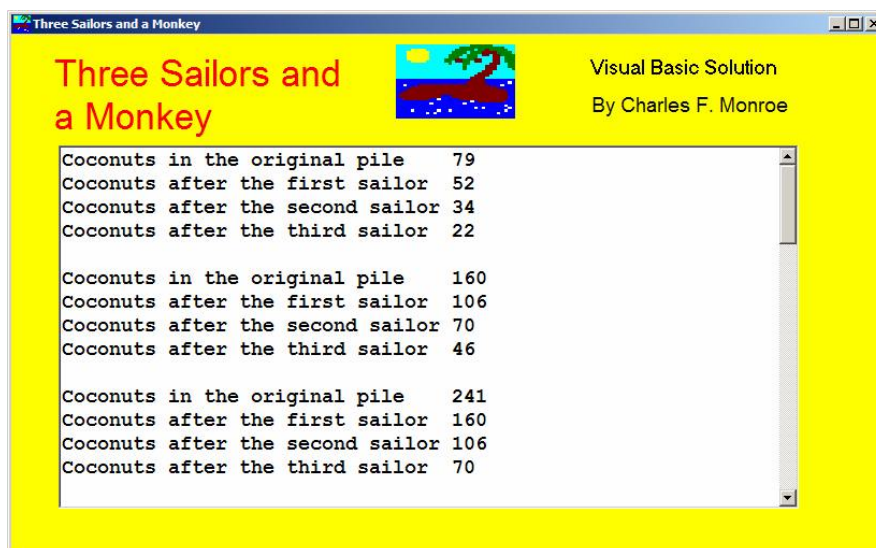 Three Sailors and a Monkey
Three Sailors and
a Monkey
Visual Basic Solution
By Charles F. Monroe
Coconuts in the original pile 79
Coconuts after the first sailor 52
Coconuts after the second sailor 34
Coconuts after the third sailor 22
Coconuts in the original pile 160
Coconuts after the first sailor 106
Coconuts after the second sailor 70
Coconuts after the third sailor 46
Coconuts in the original pile 241
Coconuts after the first sailor 160
Coconuts after the second sailor 106
Coconuts after the third sailor 70